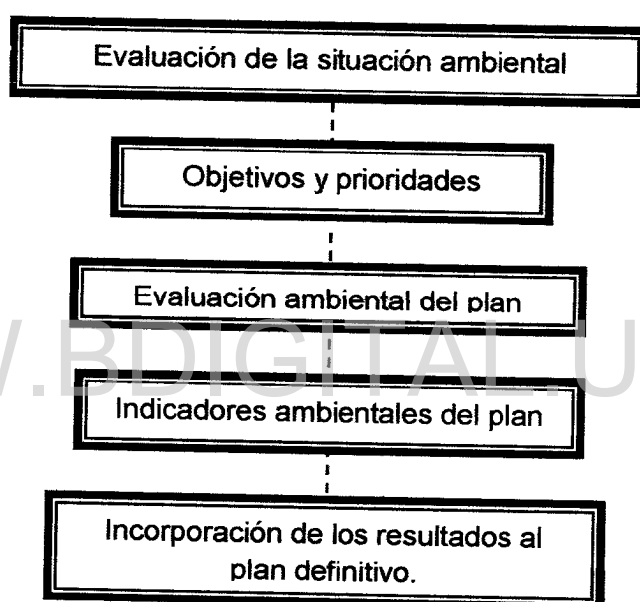 Evaluación de la situación ambiental
Objetivos y prioridades
Evaluación ambiental del plan
.BDIGITAL.U
Indicadores ambientales del plan
Incorporación de los resultados al
plan definitivo.